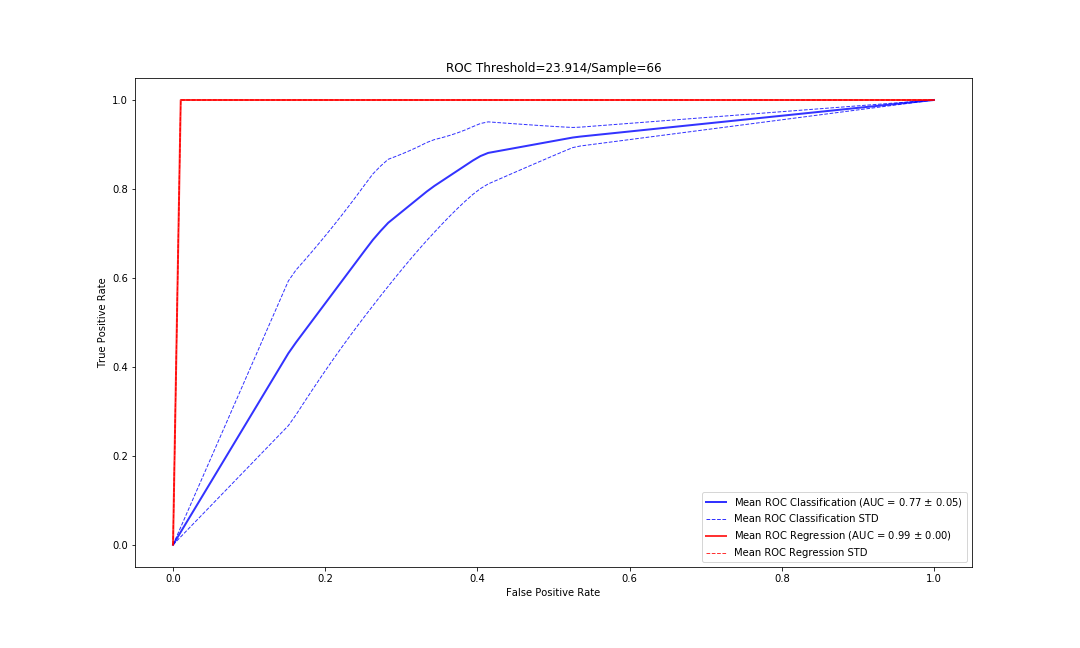 ROC Threshold=23.914/Sample=66
True Positive Rate
1.0
0.8
0.6
0.4
0.2
0.0
Mean ROC Classification (AUC = 0.77 ± 0.05)
Mean ROC Classification STD
Mean ROC Regression (AUC = 0.99 ± 0.00)
Mean ROC Regression STD
0.0 0.2 0.4 0.6 0.8 1.0
False Positive Rate